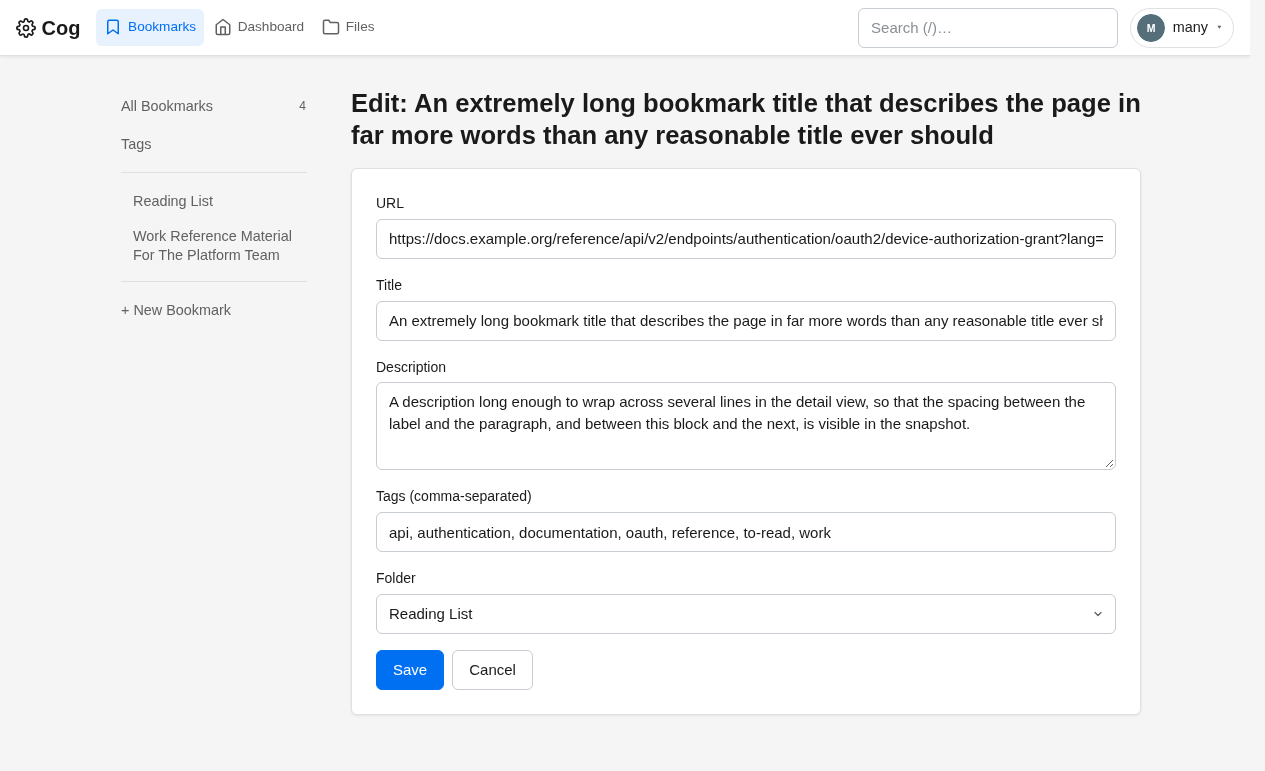 Cog
Bookmarks
Dashboard
Files
Search (/)…
M
many
All Bookmarks 4
Tags
Reading List
Work Reference Material
For The Platform Team
+ New Bookmark
Edit: An extremely long bookmark title that describes the page in
far more words than any reasonable title ever should
URL
https://docs.example.org/reference/api/v2/endpoints/authentication/oauth2/device-authorization-grant?lang=
Title
An extremely long bookmark title that describes the page in far more words than any reasonable title ever
Description
A description long enough to wrap across several lines in the detail view, so that the spacing between the
label and the paragraph, and between this block and the next, is visible in the snapshot.
Tags (comma-separated)
api, authentication, documentation, oauth, reference, to-read, work
Folder
Reading List
Save
Cancel